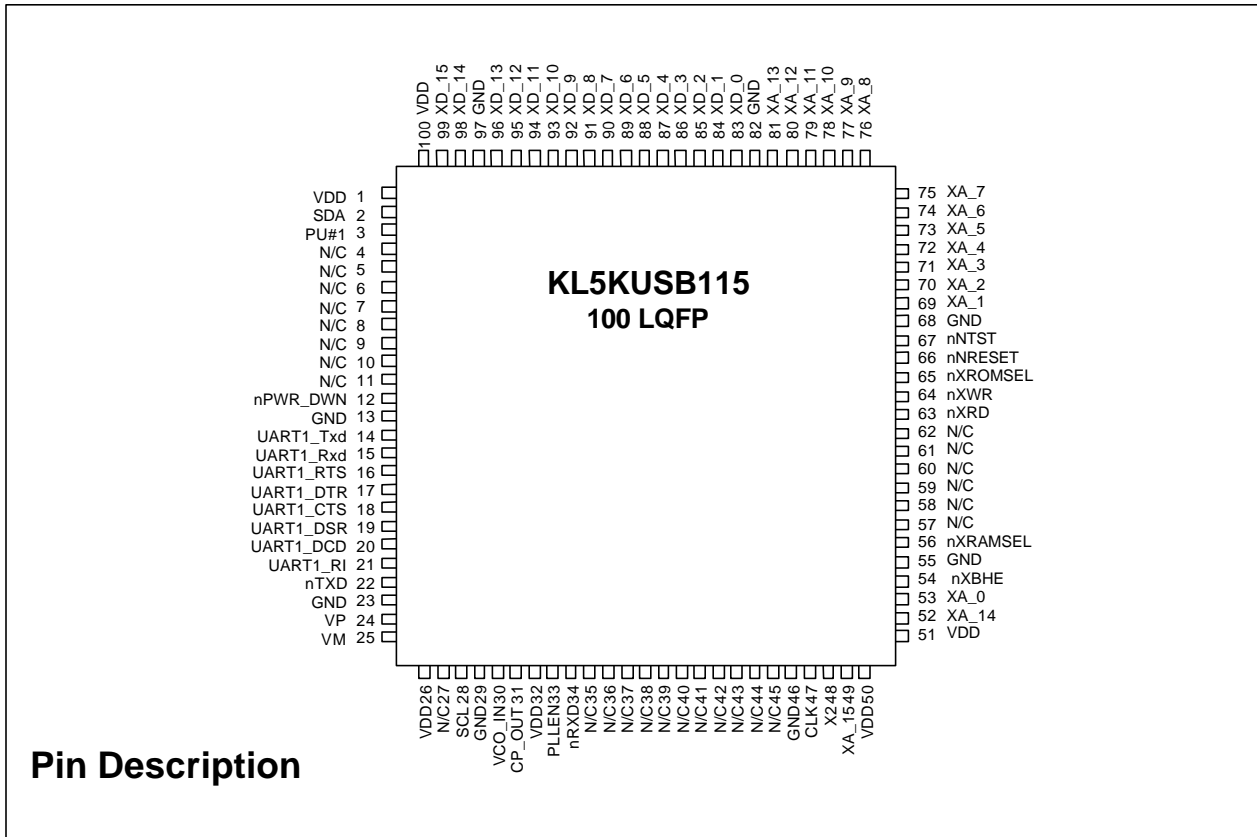 100 VDD
99 XD_15
98 XD_14
97 GND
96 XD_13
95 XD_12
94 XD_11
93 XD_10
92 XD_9
91 XD_8
90 XD_7
89 XD_6
88 XD_5
87 XD_4
86 XD_3
85 XD_2
84 XD_1
83 XD_0
82 GND
81 XA_13
80 XA_12
79 XA_11
78 XA_10
77 XA_9
76 XA_8
VDD 1
SDA 2
PU#1 3
N/C 4
N/C 5
N/C 6
N/C 7
N/C 8
N/C 9
N/C 10
N/C 11
nPWR_DWN 12
GND 13
UART1_Txd 14
UART1_Rxd 15
UART1_RTS 16
UART1_DTR 17
UART1_CTS 18
UART1_DSR 19
UART1_DCD 20
UART1_RI 21
nTXD 22
GND 23
VP 24
VM 25
KL5KUSB115
100 LQFP
75 XA_7
74 XA_6
73 XA_5
72 XA_4
71 XA_3
70 XA_2
69 XA_1
68 GND
67 nNTST
66 nNRESET
65 nXROMSEL
64 nXWR
63 nXRD
62 N/C
61 N/C
60 N/C
59 N/C
58 N/C
57 N/C
56 nXRAMSEL
55 GND
54 nXBHE
53 XA_0
52 XA_14
51 VDD
VDD26
N/C27
SCL28
GND29
VCO_IN30
CP_OUT31
VDD32
PLLEN33
nRXD34
N/C35
N/C36
N/C37
N/C38
N/C39
N/C40
N/C41
N/C42
N/C43
N/C44
N/C45
GND46
CLK47
X248
XA_1549
VDD50
Pin Description